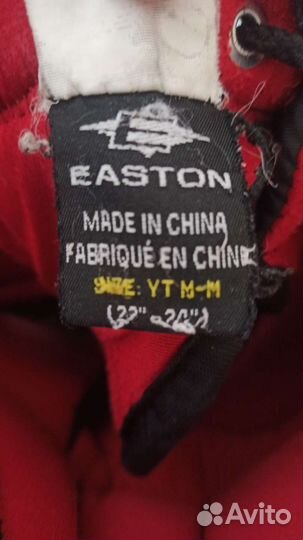 EASTON
MADE IN CHINA
FABRIQUÉ EN CHINE
SIZE: YT M-M
(22" - 24")
Avito